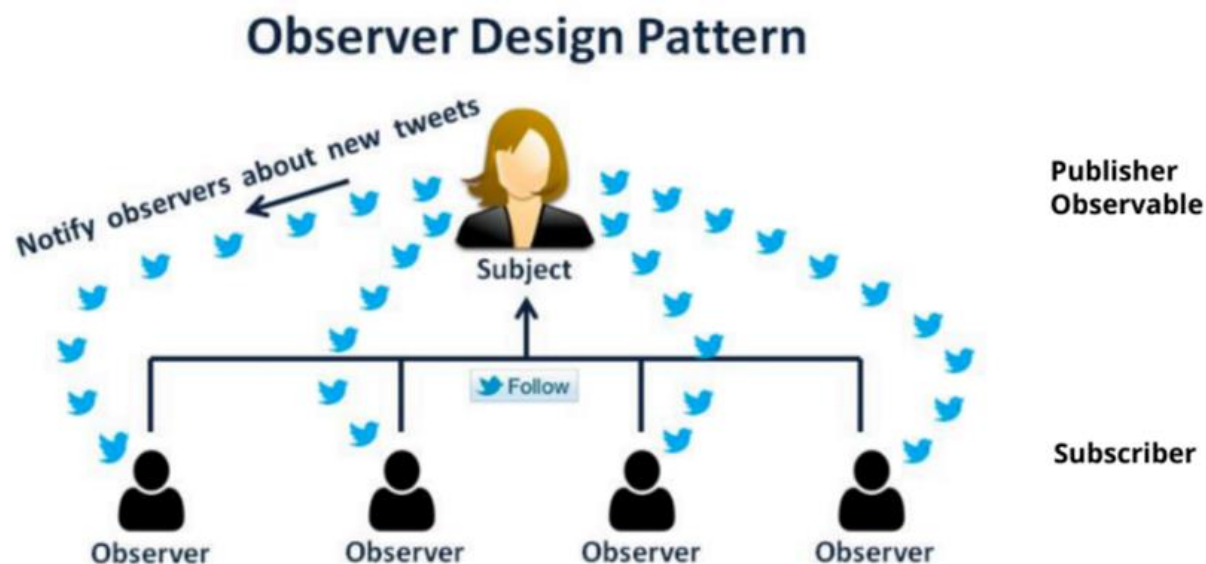 Observer Design Pattern
Notify observers about new tweets
Publisher
Observable
Subject
Follow
Subscriber
Observer
Observer
Observer
Observer